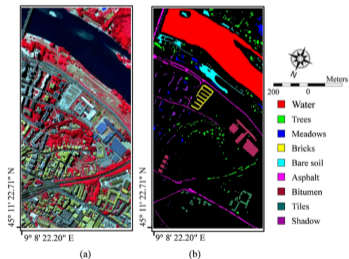 N
Meters
200
0
Water
Trees
Meadows
Bricks
Bare soil
Asphalt
Bitumen
Tiles
Shadow
45° 11' 22.71" N
45° 11' 22.71" N
9° 8' 22.20" E
9° 8' 22.20" E
(a)
(b)